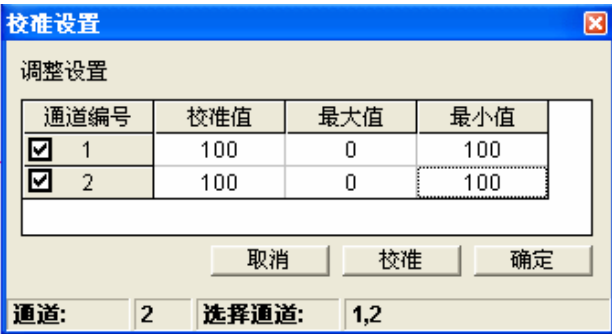 校准设置
调整设置
通道编号 校准值 最大值 最小值
1 100 0 100
2 100 0 100
取消 校准 确定
通道: 2 选择通道: 1,2